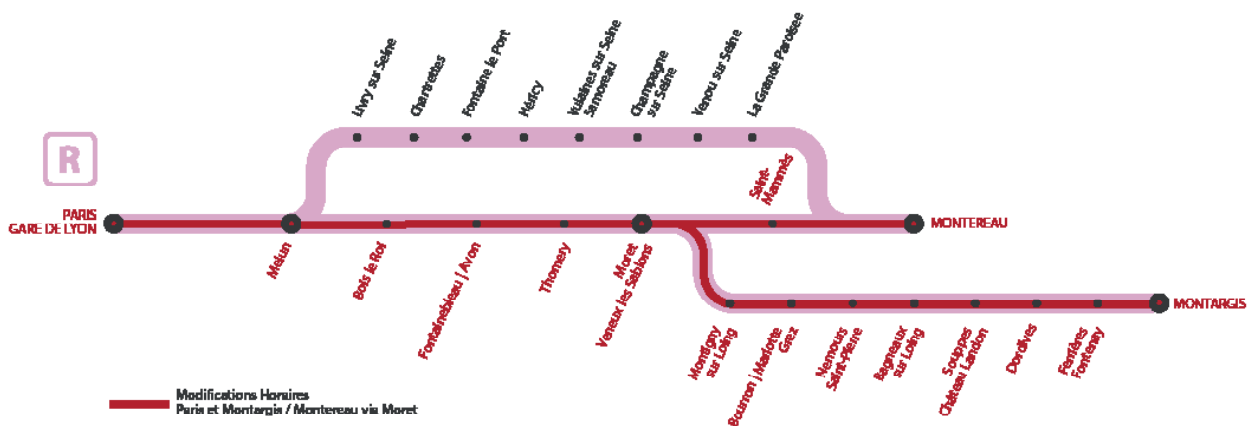 Livry sur Seine
Chartrettes
Fontaine le Port
Héricy
Vulaines sur Seine
Samoreau
Champagne
sur Seine
Venou sur Seine
La Grande Paroisee
R
PARIS
GARE DE LYON
Saint-
Mammès
MONTEREAU
Melun
Bois le Roi
Fontainebleau | Avon
Thomery
Moret
Veneux les Sablons
MONTARGIS
Montigny
sur Loing
Bourron | Marlotte
Grez
Nemours
Saint-Pierre
Bagneaux
sur Loing
Souppes
Château Landon
Dordives
Ferrières
Fontenay
Modifications Horaires
Paris et Montargis / Montereau via Moret